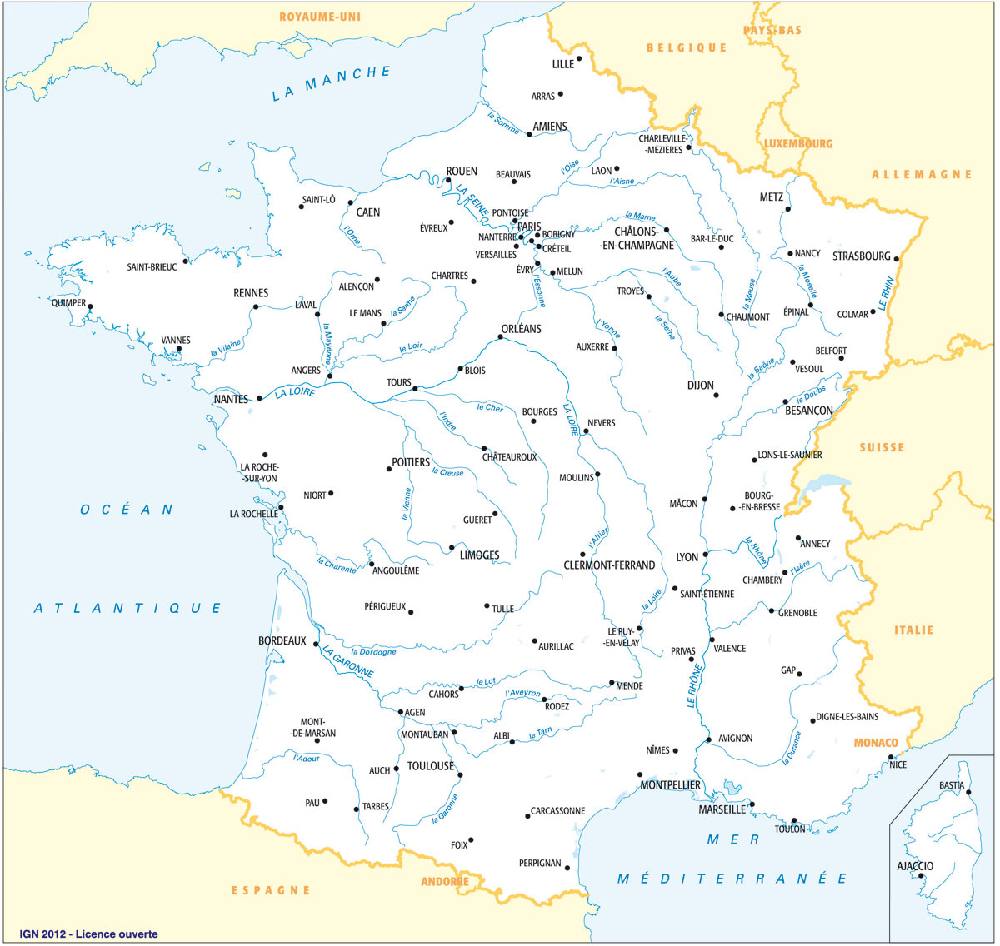 ROYAUME-UNI
PAYS-BAS
BELGIQUE
LA MANCHE
LILLE
ARRAS
la Somme
AMIENS
CHARLEVILLE-
-MÉZIÈRES
LUXEMBOURG
ALLEMAGNE
ROUEN
BEAUVAIS
l'Oise
LAON
l'Aisne
LA SEINE
METZ
SAINT-LÔ
CAEN
PONTOISE
la Marne
ÉVREUX
PARIS
NANTERRE
BOBIGNY
CHÂLONS-
-EN-CHAMPAGNE
BAR-LE-DUC
l'Orne
VERSAILLES
CRÉTEIL
NANCY
STRASBOURG
SAINT-BRIEUC
ÉVRY
MELUN
CHARTRES
l'Essonne
l'Aube
la Meuse
la Moselle
LE RHIN
ALENÇON
TROYES
RENNES
QUIMPER
LAVAL
LE MANS
la Sarthe
la Seine
CHAUMONT
ÉPINAL
COLMAR
l'Yonne
ORLÉANS
VANNES
la Vilaine
la Mayenne
le Loir
AUXERRE
BELFORT
ANGERS
BLOIS
la Saône
VESOUL
TOURS
DIJON
NANTES
LA LOIRE
le Doubs
BESANÇON
le Cher
BOURGES
LA LOIRE
NEVERS
l'Indre
SUISSE
CHÂTEAUROUX
LONS-LE-SAUNIER
POITIERS
LA ROCHE-
-SUR-YON
la Creuse
MOULINS
NIORT
BOURG-
-EN-BRESSE
MÂCON
LA ROCHELLE
OCÉAN
la Vienne
GUÉRET
l'Allier
LIMOGES
ANNECY
le Rhône
LYON
la Charente
ANGOULÊME
CLERMONT-FERRAND
l'Isère
CHAMBÉRY
SAINT-ÉTIENNE
la Loire
ATLANTIQUE
PÉRIGUEUX
TULLE
GRENOBLE
ITALIE
BORDEAUX
LE PUY-
-EN-VELAY
AURILLAC
VALENCE
la Dordogne
PRIVAS
LA GARONNE
GAP
LE RHÔNE
le Lot
MENDE
CAHORS
l'Aveyron
RODEZ
AGEN
DIGNE-LES-BAINS
MONT-
-DE-MARSAN
MONTAUBAN
ALBI
le Tarn
AVIGNON
la Durance
MONACO
NÎMES
l'Adour
NICE
AUCH
TOULOUSE
MONTPELLIER
BASTIA
PAU
TARBES
la Garonne
CARCASSONNE
MARSEILLE
TOULON
MER
FOIX
PERPIGNAN
AJACCIO
MÉDITERRANÉE
ANDORRE
ESPAGNE
IGN 2012 - Licence ouverte